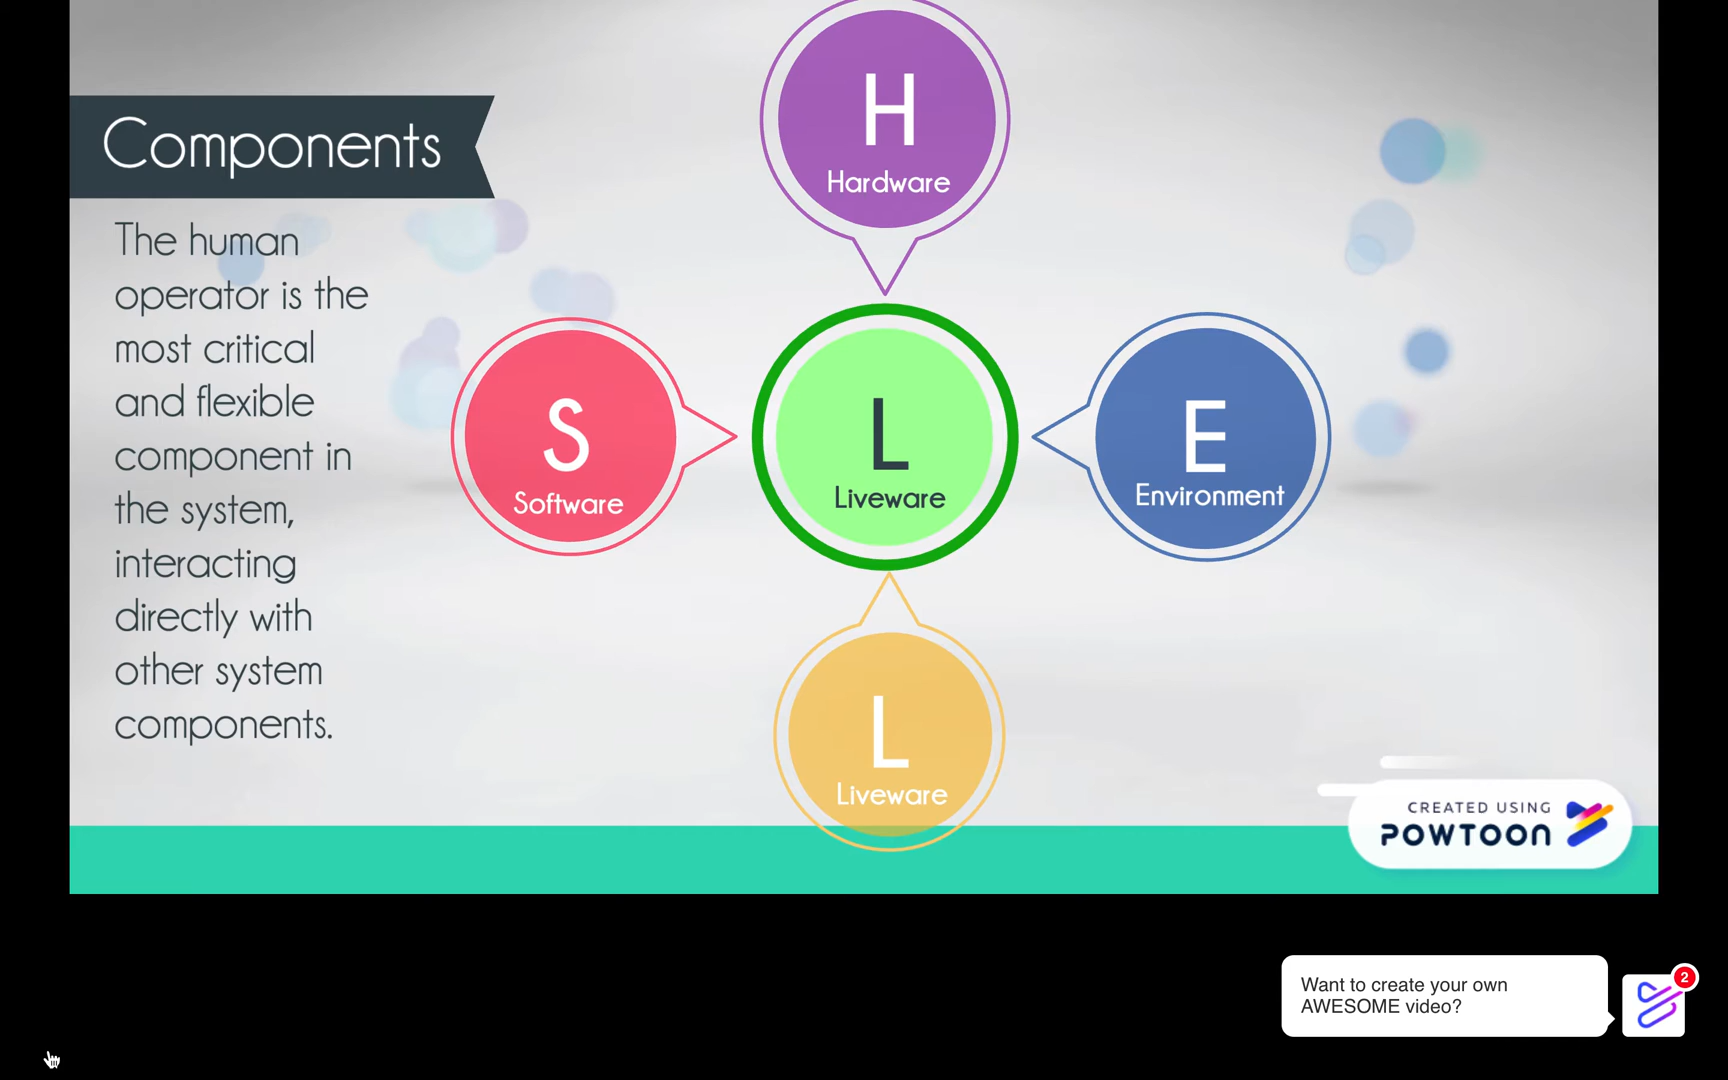 Components
The human
operator is the
most critical
and flexible
component in
the system,
interacting
directly with
other system
components.
H
Hardware
S
Software
L
Liveware
E
Environment
L
Liveware
CREATED USING
POWTOON
Want to create your own
AWESOME video?
2